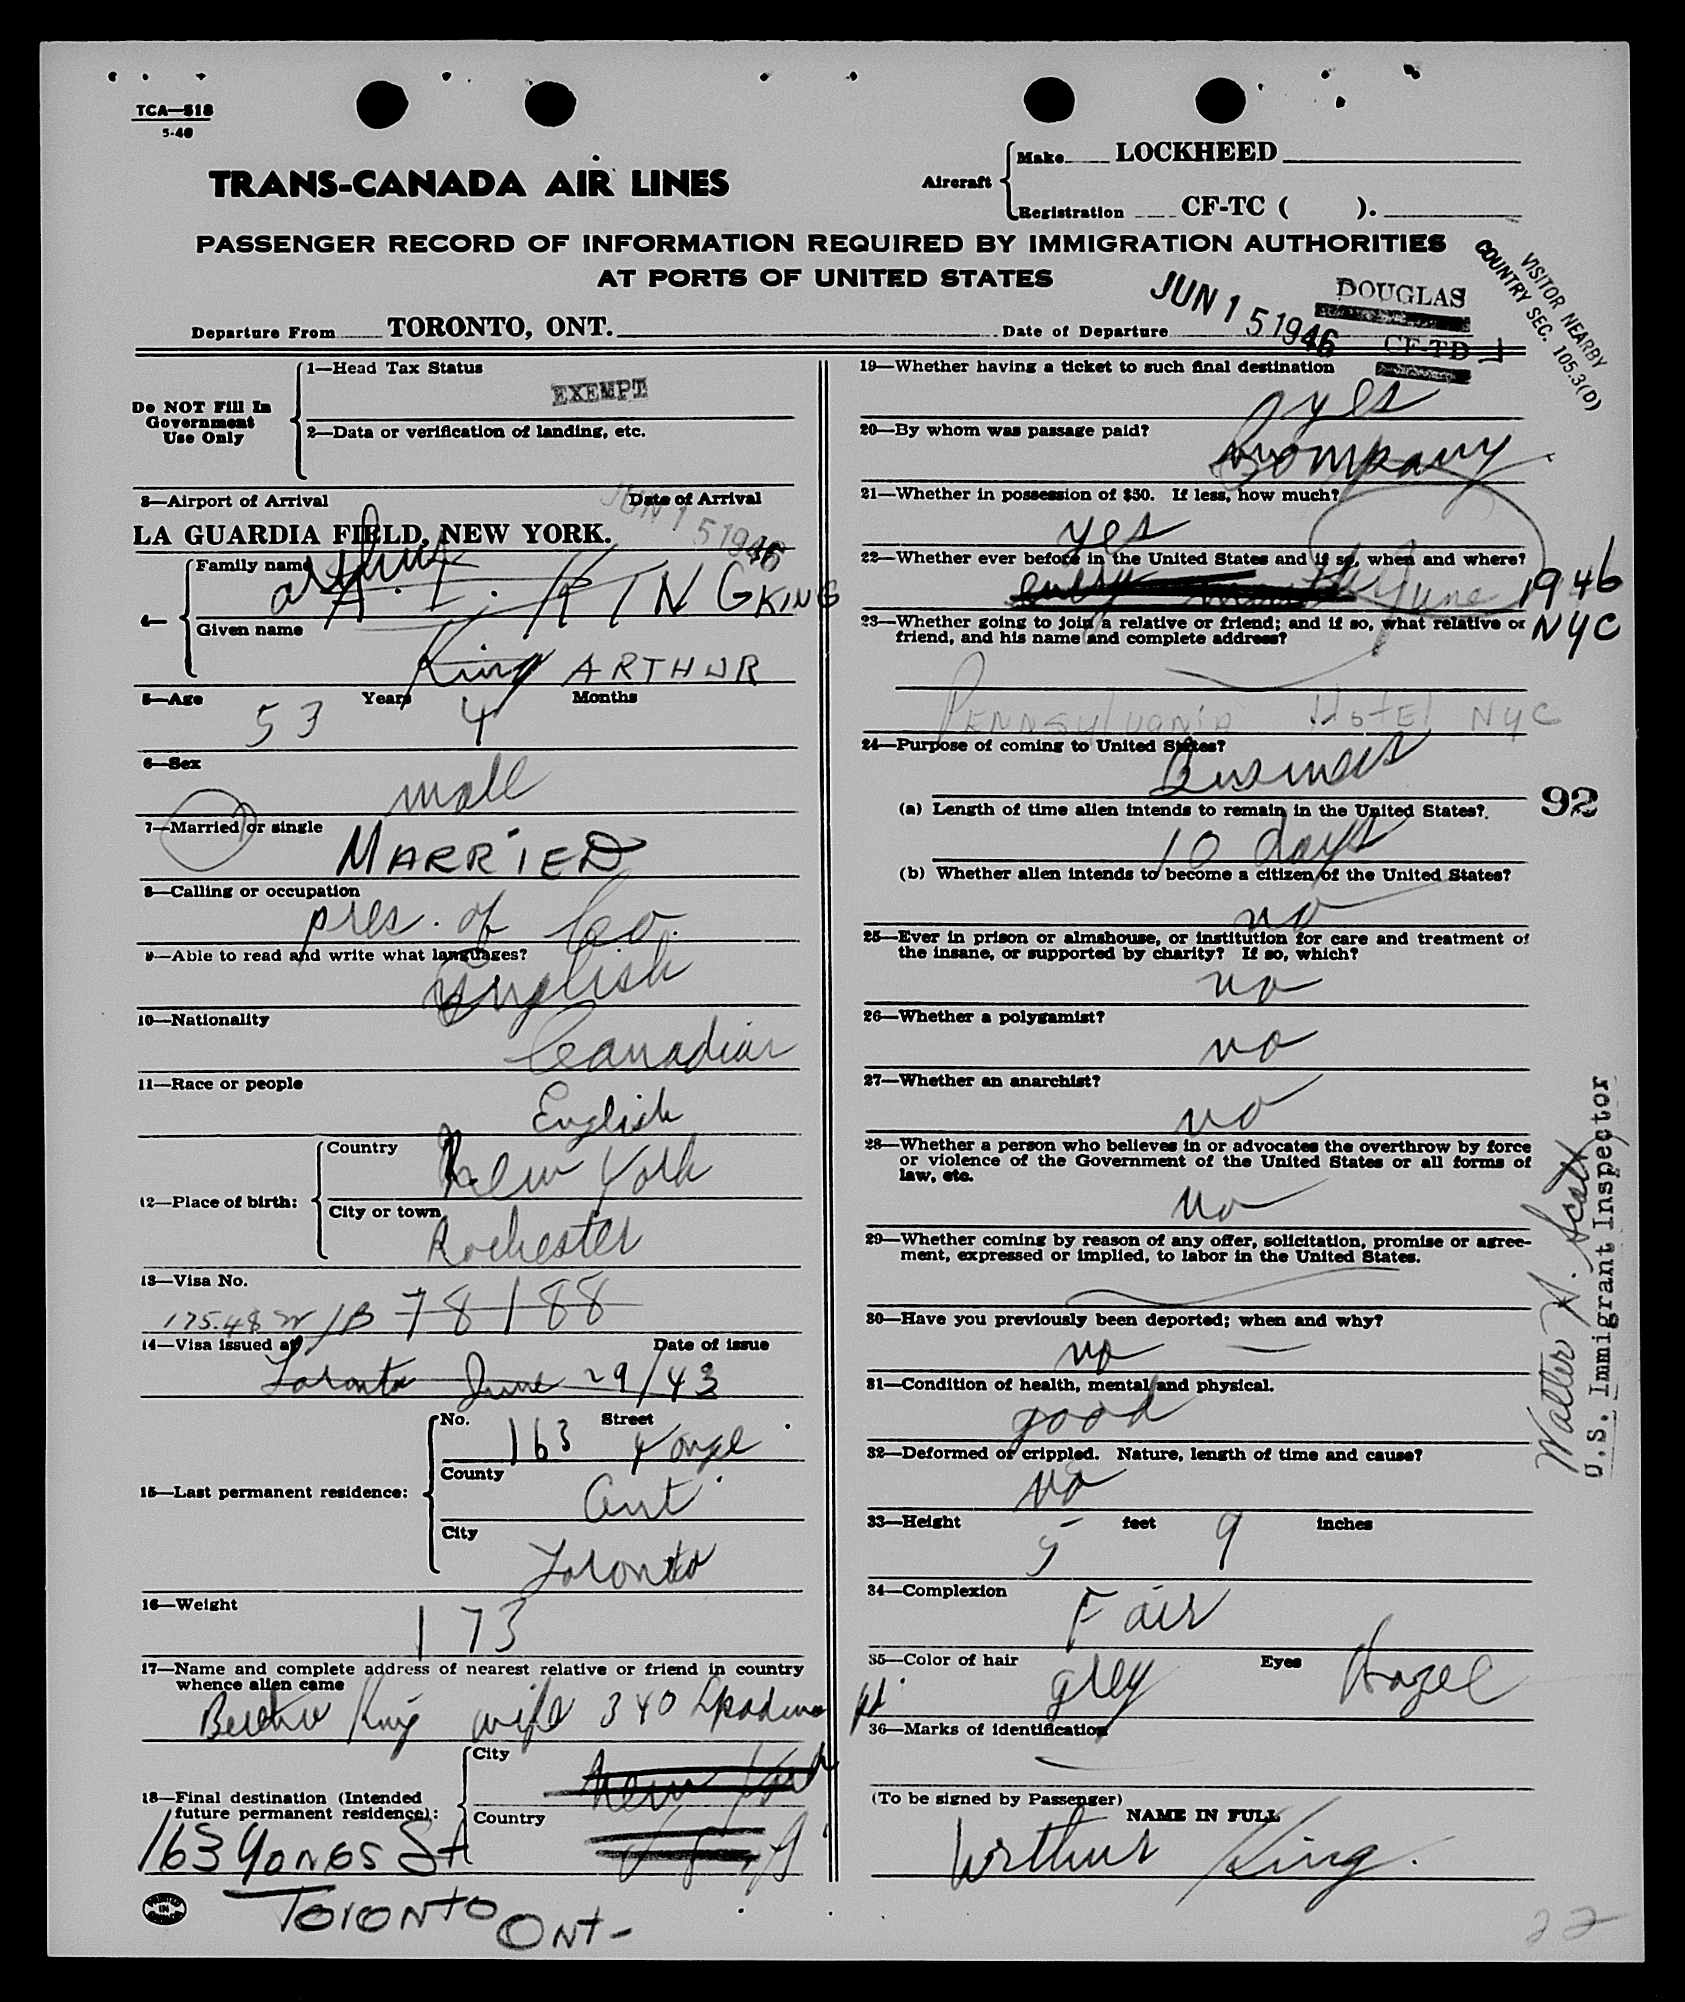 TCA—518
5-40
TRANS-CANADA AIR LINES
Aircraft
Make LOCKHEED
Registration CF-TC ( ).
PASSENGER RECORD OF INFORMATION REQUIRED BY IMMIGRATION AUTHORITIES
AT PORTS OF UNITED STATES
VISITOR NEARBY
COUNTRY SEC. 105.3(D)
JUN 15 1946
DOUGLAS
Departure From TORONTO, ONT. Date of Departure
CF-TD
Do NOT Fill In
Government
Use Only
1—Head Tax Status
EXEMPT
2—Data or verification of landing, etc.
3—Airport of Arrival Date of Arrival
JUN 15 1946
LA GUARDIA FIELD, NEW YORK.
4—
Family name
Arthur
A. E. KING KING
Given name
King ARTHUR
5—Age 53 Years 4 Months
6—Sex
male
7—Married or single
MARRIED
8—Calling or occupation
pres. of Co.
9—Able to read and write what languages?
English
10—Nationality
Canadian
11—Race or people
English
12—Place of birth:
Country
New York
City or town
Rochester
13—Visa No.
175.48 78188
14—Visa issued at Date of issue
Toronto June 29/43
15—Last permanent residence:
No. Street
163 Yonge
County
Ont
City
Toronto
16—Weight
173
17—Name and complete address of nearest relative or friend in country
whence alien came
King wife 340 Spadina Rd.
18—Final destination (Intended
future permanent residence):
City
New York
Country
163 YONGS St
TORONTO ONT-
19—Whether having a ticket to such final destination
yes
20—By whom was passage paid?
Company
21—Whether in possession of $50. If less, how much?
yes
22—Whether ever before in the United States and if so, when and where?
June 1946
NYC
23—Whether going to join a relative or friend; and if so, what relative or
friend, and his name and complete address?
PENNSYLVANIA HOTEL NYC
24—Purpose of coming to United States?
Business
92
(a) Length of time alien intends to remain in the United States?
10 days
(b) Whether alien intends to become a citizen of the United States?
no
25—Ever in prison or almshouse, or institution for care and treatment of
the insane, or supported by charity? If so, which?
no
26—Whether a polygamist?
no
27—Whether an anarchist?
no
28—Whether a person who believes in or advocates the overthrow by force
or violence of the Government of the United States or all forms of
law, etc.
No
29—Whether coming by reason of any offer, solicitation, promise or agree-
ment, expressed or implied, to labor in the United States.
30—Have you previously been deported; when and why?
no —
31—Condition of health, mental and physical.
good
32—Deformed or crippled. Nature, length of time and cause?
No
33—Height 5 feet 9 inches
34—Complexion
Fair
35—Color of hair grey Eyes Hazel
36—Marks of identification
(To be signed by Passenger)
NAME IN FULL
Arthur King.
Walter A. Scott
U.S. Immigrant Inspector
22